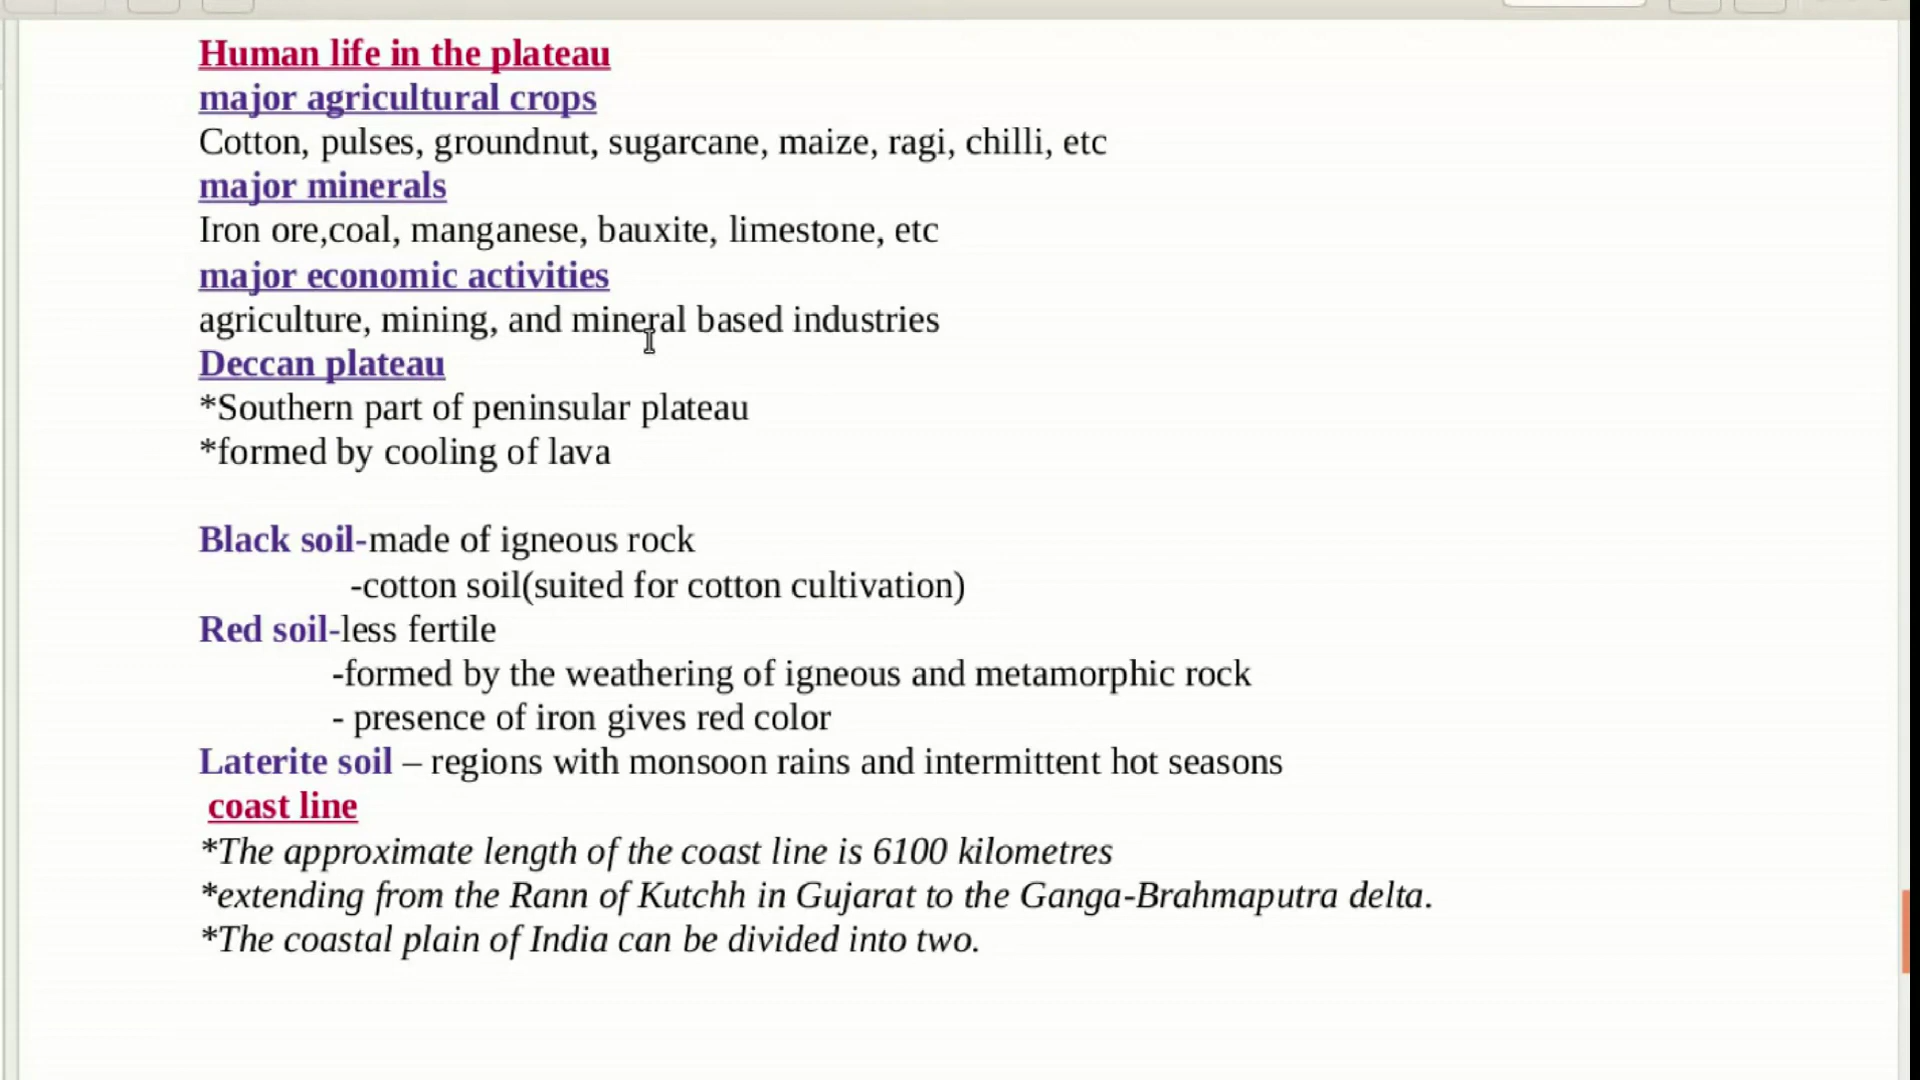 Human life in the plateau
major agricultural crops
Cotton, pulses, groundnut, sugarcane, maize, ragi, chilli, etc
major minerals
Iron ore,coal, manganese, bauxite, limestone, etc
major economic activities
agriculture, mining, and mineral based industries
Deccan plateau
*Southern part of peninsular plateau
*formed by cooling of lava
Black soil-made of igneous rock
-cotton soil(suited for cotton cultivation)
Red soil-less fertile
-formed by the weathering of igneous and metamorphic rock
- presence of iron gives red color
Laterite soil – regions with monsoon rains and intermittent hot seasons
coast line
*The approximate length of the coast line is 6100 kilometres
*extending from the Rann of Kutchh in Gujarat to the Ganga-Brahmaputra delta.
*The coastal plain of India can be divided into two.